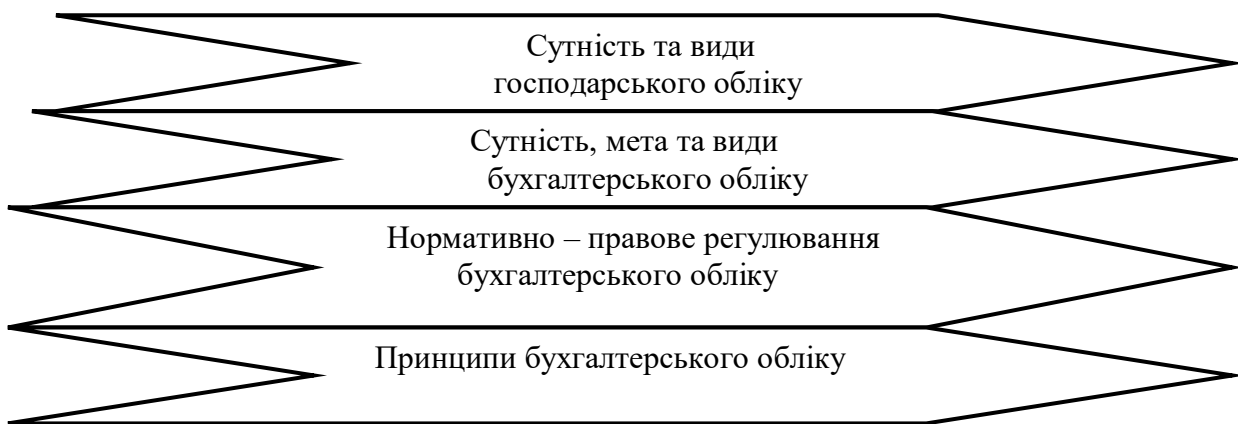 Сутність та види
господарського обліку
Сутність, мета та види
бухгалтерського обліку
Нормативно – правове регулювання
бухгалтерського обліку
Принципи бухгалтерського обліку